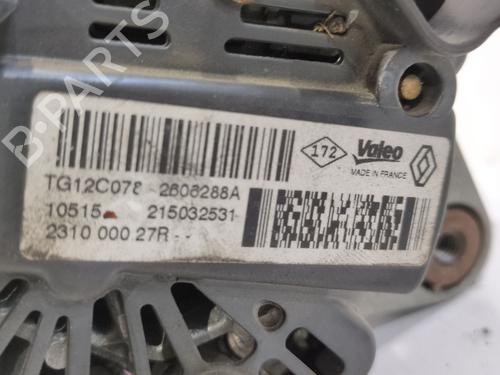 B-PARTS
172 Valeo
MADE IN FRANCE
TG12C078 - 2606288A
10515 215032531
2310 000 27R - -